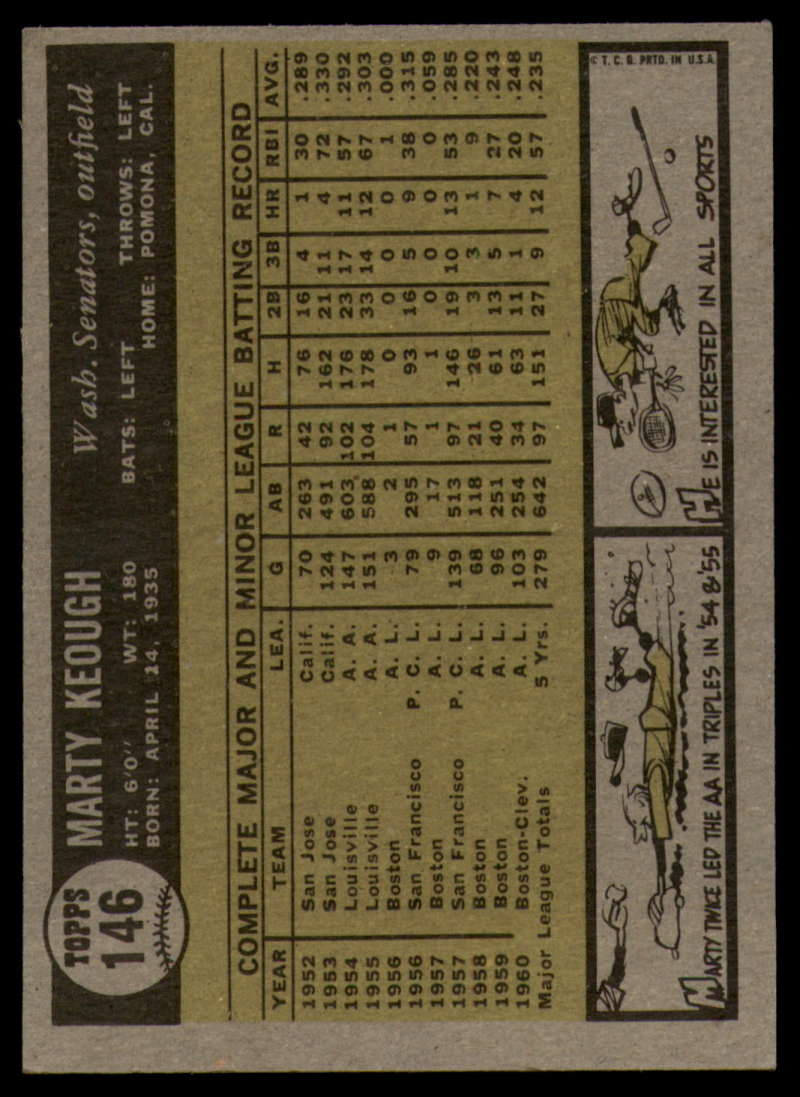 TOPPS
146
MARTY KEOUGH
Wash. Senators, outfield
HT: 6'0" WT: 180 BATS: LEFT THROWS: LEFT
BORN: APRIL 14, 1935 HOME: POMONA, CAL.
COMPLETE MAJOR AND MINOR LEAGUE BATTING RECORD
YEAR TEAM LEA. G AB R H 2B 3B HR RBI AVG.
1952 San Jose Calif. 70 263 42 76 16 4 1 30 .289
1953 San Jose Calif. 124 491 92 162 21 11 4 72 .330
1954 Louisville A. A. 147 603 102 176 23 17 11 57 .292
1955 Louisville A. A. 151 588 104 178 33 14 12 67 .303
1956 Boston A. L. 3 2 1 0 0 0 0 1 .000
1956 San Francisco P. C. L. 79 295 57 93 16 5 9 38 .315
1957 Boston A. L. 9 17 1 1 0 0 0 0 .059
1957 San Francisco P. C. L. 139 513 97 146 19 10 13 53 .285
1958 Boston A. L. 68 118 21 26 3 3 1 9 .220
1959 Boston A. L. 96 251 40 61 13 5 7 27 .243
1960 Boston-Clev. A. L. 103 254 34 63 11 1 4 20 .248
Major League Totals 5 Yrs. 279 642 97 151 27 9 12 57 .235
© T. C. G. PRTD. IN U.S.A.
MARTY TWICE LED THE AA IN TRIPLES IN '54 & '55
HE IS INTERESTED IN ALL SPORTS